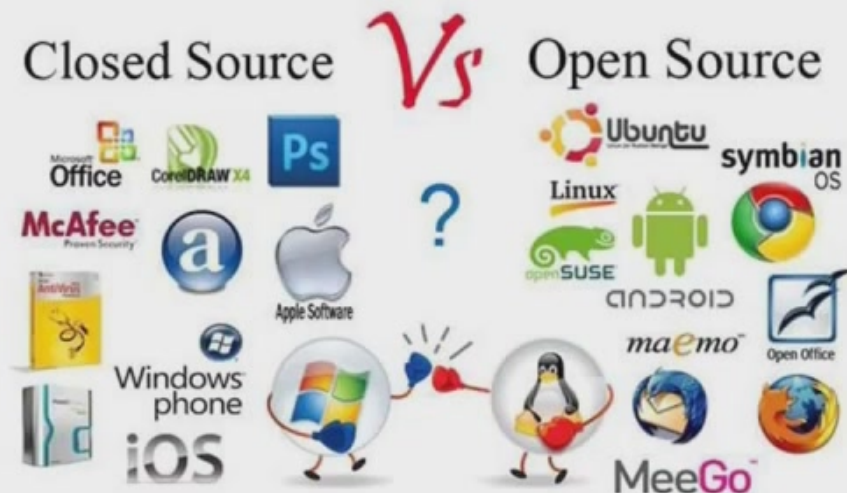 Closed Source
Vs
Open Source
Microsoft
Office
CorelDRAW X4
Ps
McAfee
Proven Security
a
Apple Software
AntiVirus
Windows
phone
iOS
?
Ubuntu
symbian
OS
Linux
openSUSE
ANDROID
Open Office
maemo
MeeGo